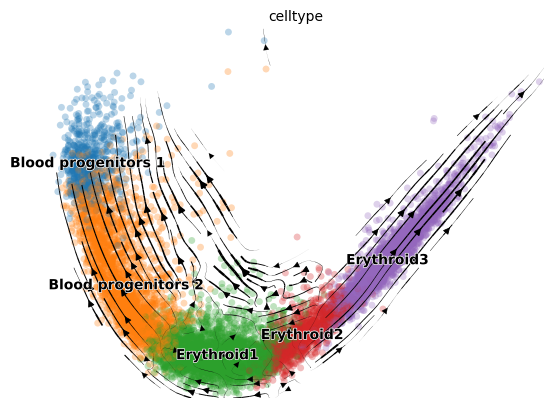 celltype
Blood progenitors 1
Erythroid3
Blood progenitors 2
Erythroid2
Erythroid1